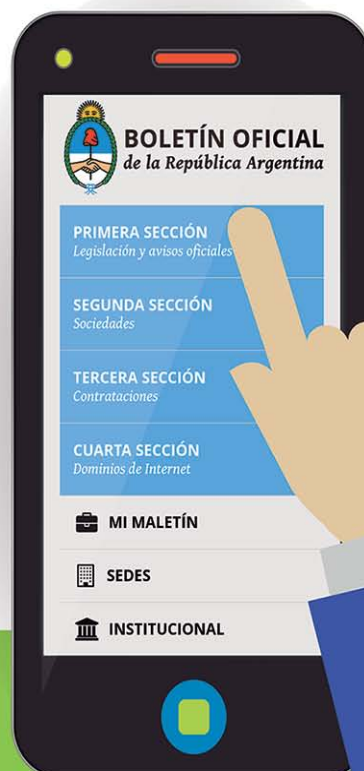 BOLETÍN OFICIAL
de la República Argentina
PRIMERA SECCIÓN
Legislación y avisos oficiales
SEGUNDA SECCIÓN
Sociedades
TERCERA SECCIÓN
Contrataciones
CUARTA SECCIÓN
Dominios de Internet
MI MALETÍN
SEDES
INSTITUCIONAL